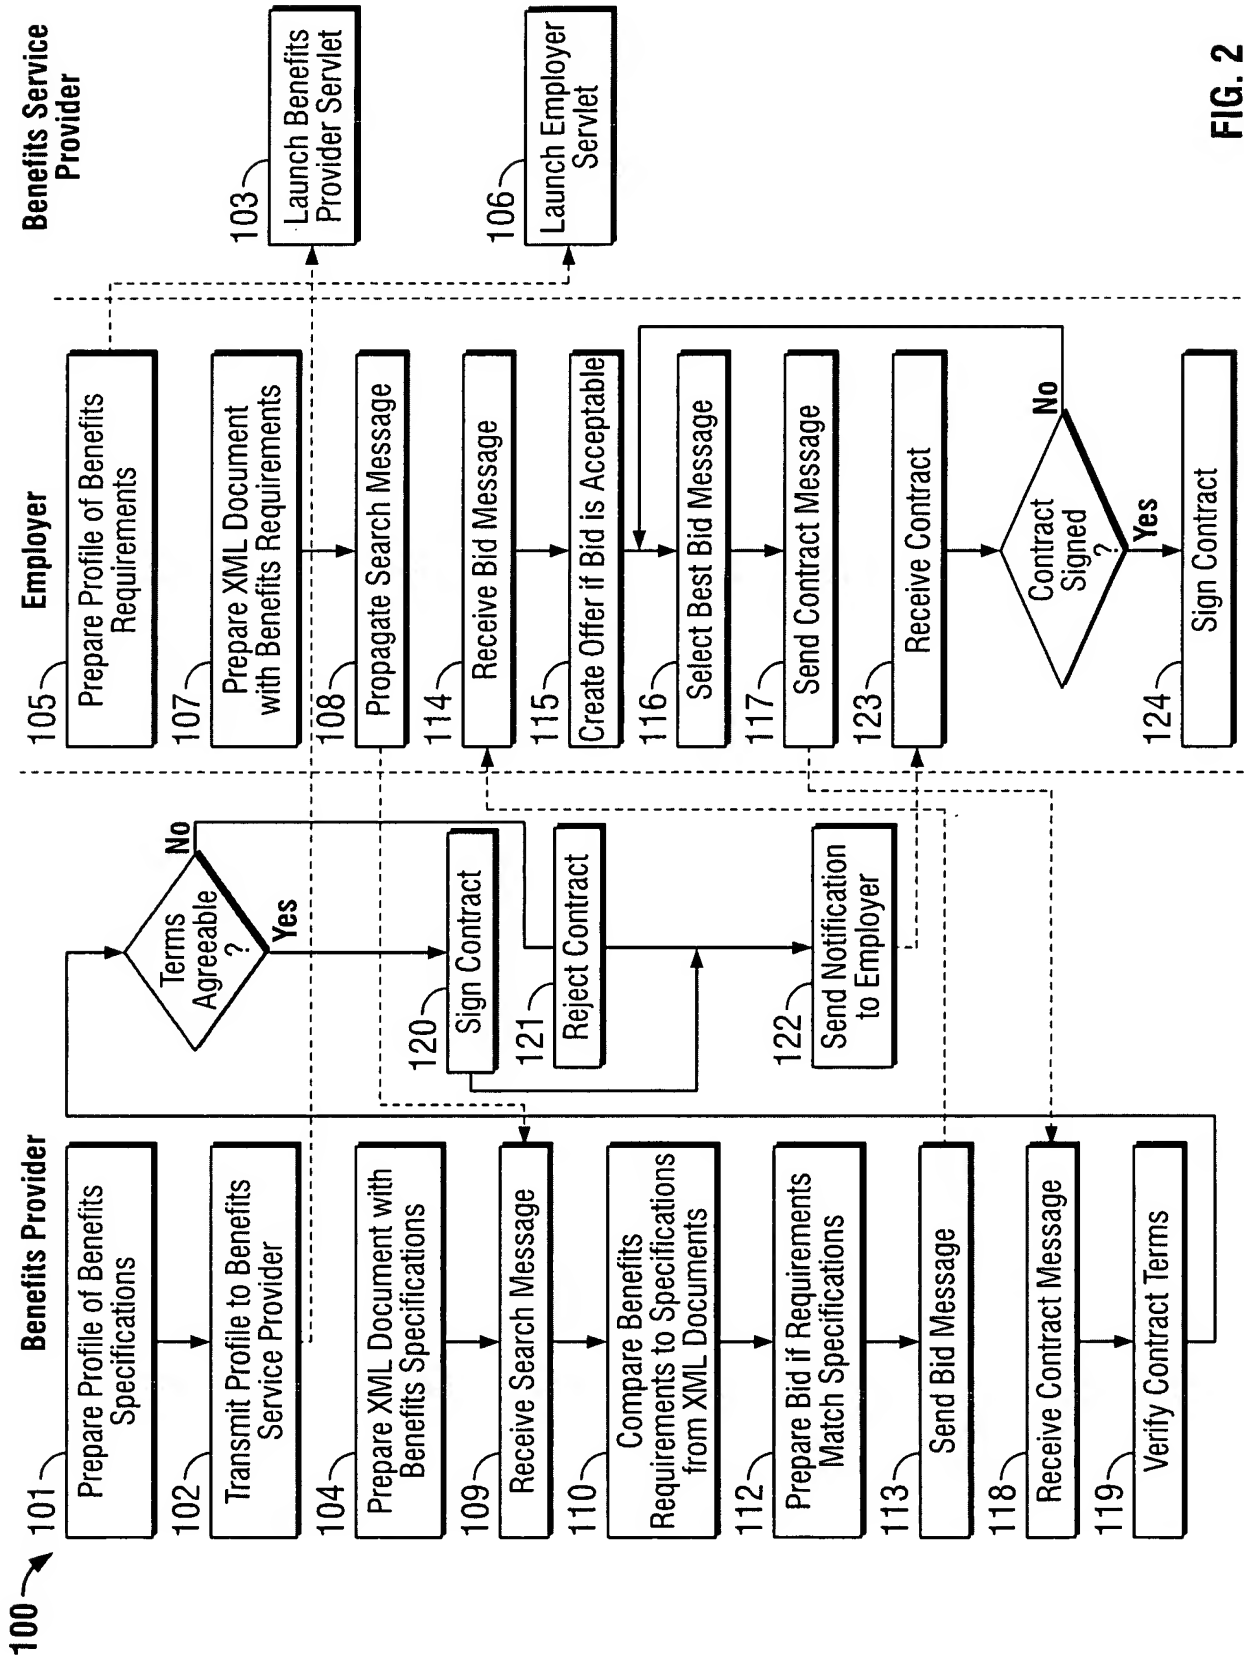 100
Benefits Provider
101
Prepare Profile of Benefits
Specifications
102
Transmit Profile to Benefits
Service Provider
104
Prepare XML Document with
Benefits Specifications
109
Receive Search Message
110
Compare Benefits
Requirements to Specifications
from XML Documents
112
Prepare Bid if Requirements
Match Specifications
113
Send Bid Message
118
Receive Contract Message
119
Verify Contract Terms
Terms
Agreeable
?
No
Yes
120
Sign Contract
121
Reject Contract
122
Send Notification
to Employer
Employer
105
Prepare Profile of Benefits
Requirements
107
Prepare XML Document
with Benefits Requirements
108
Propagate Search Message
114
Receive Bid Message
115
Create Offer if Bid is Acceptable
116
Select Best Bid Message
117
Send Contract Message
123
Receive Contract
Contract
Signed
?
No
Yes
124
Sign Contract
Benefits Service
Provider
103
Launch Benefits
Provider Servlet
106
Launch Employer
Servlet
FIG. 2